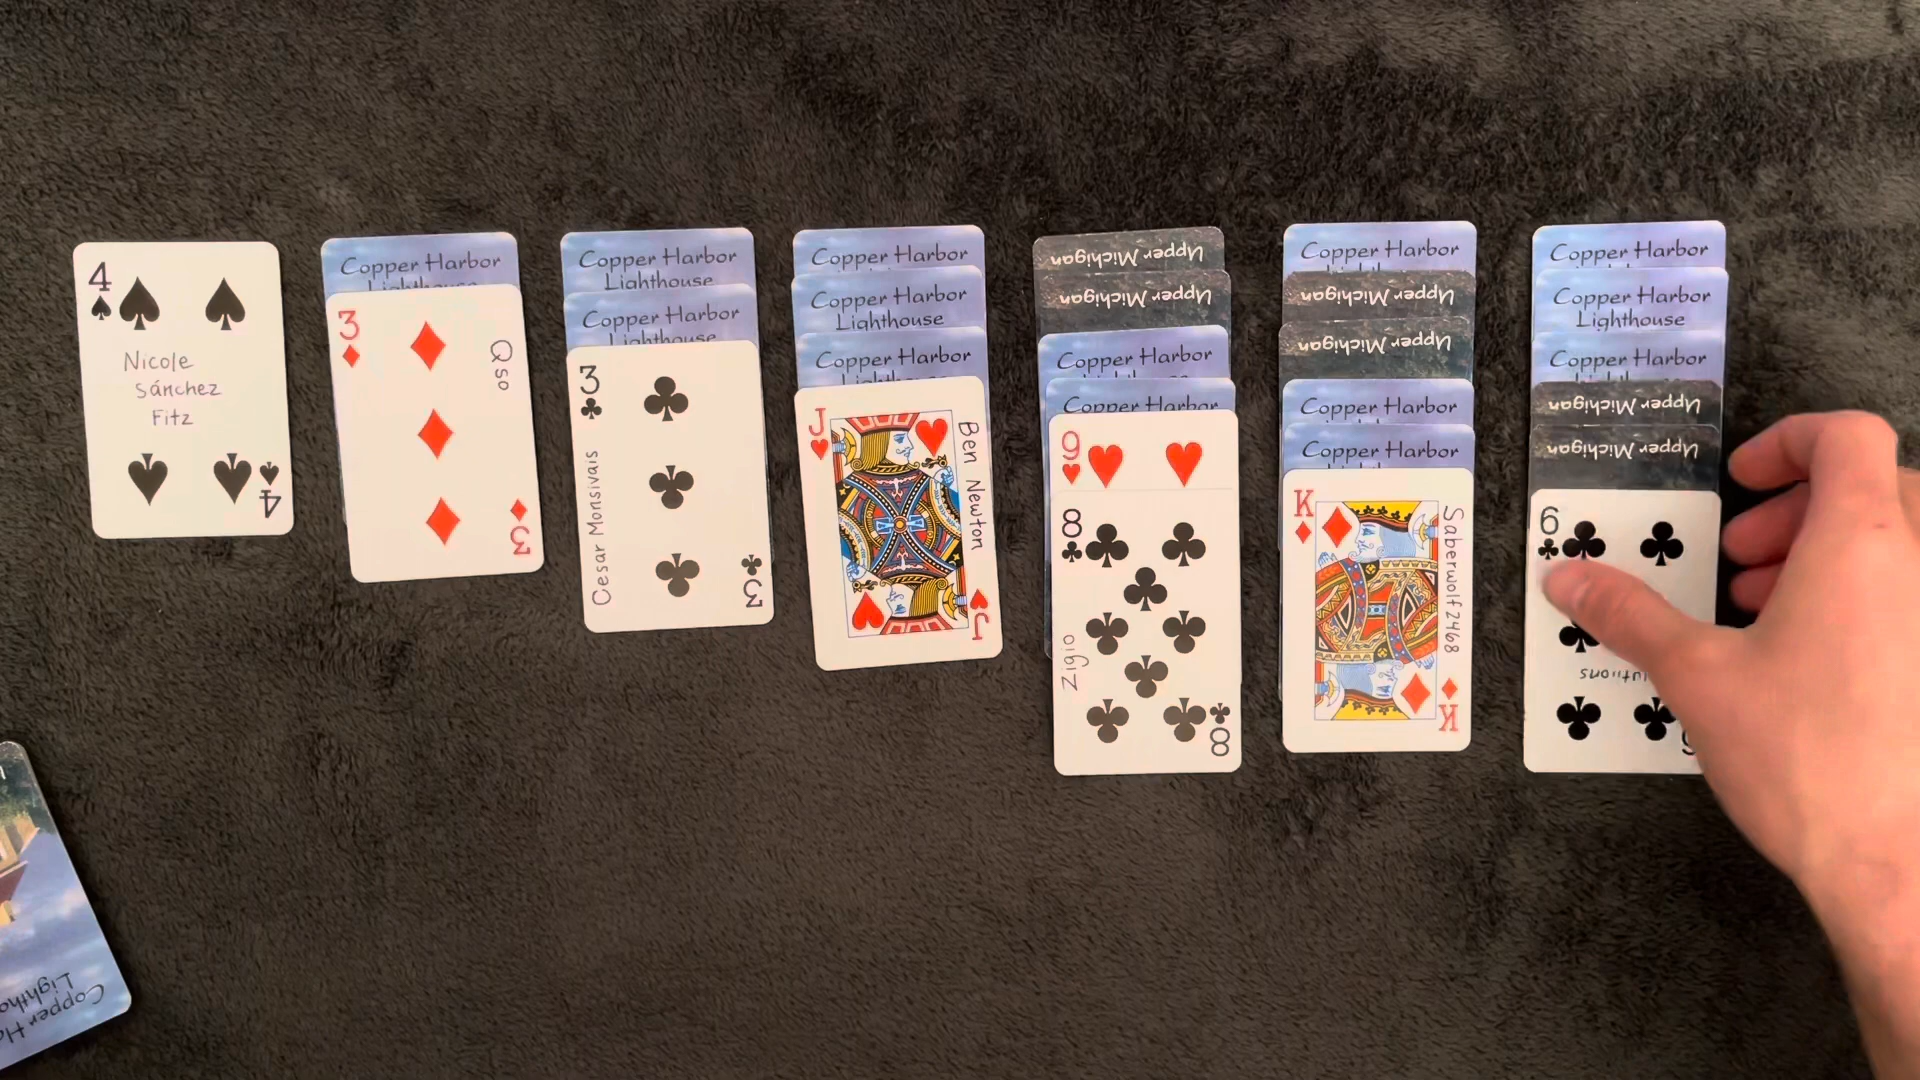 4
Nicole
Sánchez
Fitz
4
Copper Harbor
Lighthouse
3
Qso
3
Copper Harbor
Lighthouse
Copper Harbor
Lighthouse
3
Cesar Monsivais
3
Copper Harbor
Copper Harbor
Lighthouse
Copper Harbor
J
Ben Newton
J
Upper Michigan
Upper Michigan
Copper Harbor
Copper Harbor
9
8
Zigio
8
Copper Harbor
Upper Michigan
Upper Michigan
Copper Harbor
Copper Harbor
K
Saberwolf2468
K
Copper Harbor
Copper Harbor
Lighthouse
Copper Harbor
Upper Michigan
Upper Michigan
6
Copper